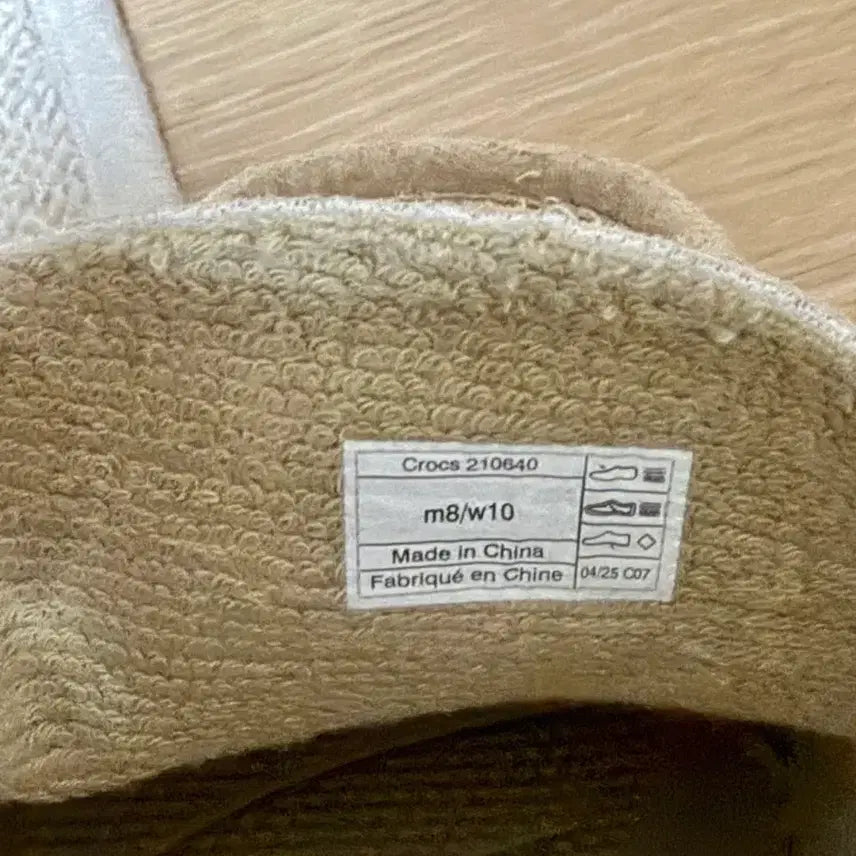 Crocs 210640
m8/w10
Made in China
Fabriqué en Chine
04/25 C07